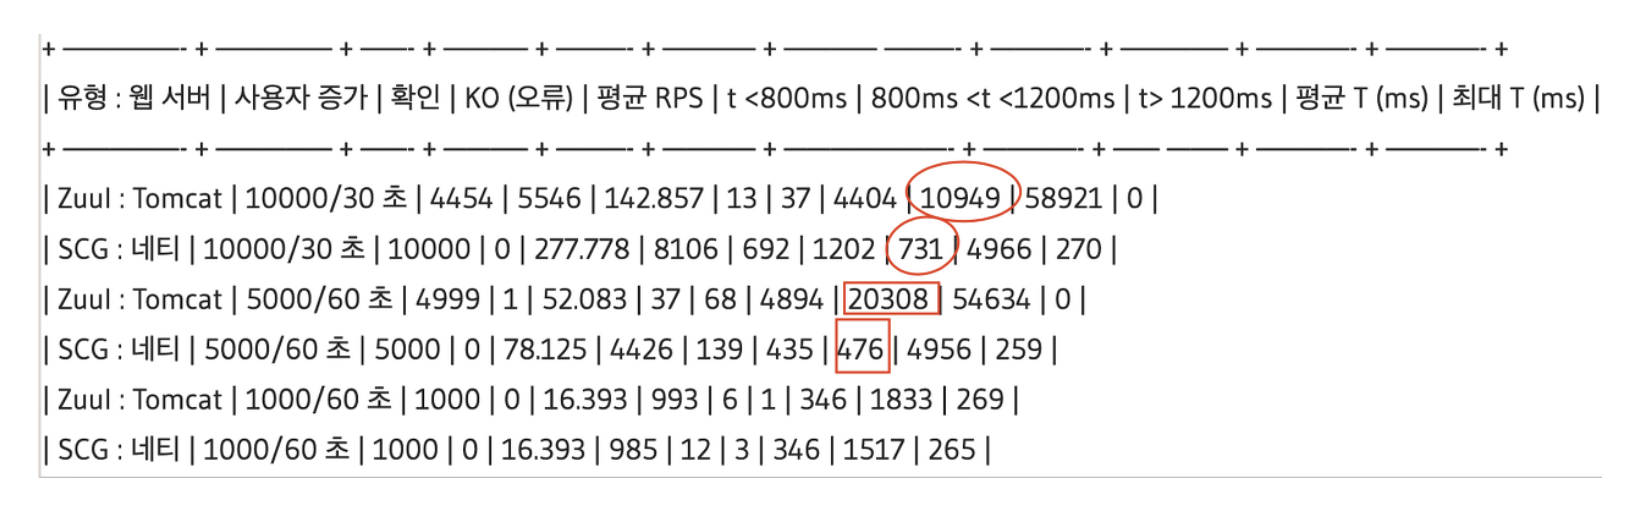 + —————- + ————— + ——- + ———— + ———- + ———— + ———— ———- + ————- + ————— + ————- + ————- +
| 유형 : 웹 서버 | 사용자 증가 | 확인 | KO (오류) | 평균 RPS | t <800ms | 800ms <t <1200ms | t> 1200ms | 평균 T (ms) | 최대 T (ms) |
+ —————- + ————— + ——- + ———— + ———- + ———— + ———————————- + ————- + —— ———— + ————- + ————- +
| Zuul : Tomcat | 10000/30 초 | 4454 | 5546 | 142.857 | 13 | 37 | 4404 | 10949 | 58921 | 0 |
| SCG : 네티 | 10000/30 초 | 10000 | 0 | 277.778 | 8106 | 692 | 1202 | 731 | 4966 | 270 |
| Zuul : Tomcat | 5000/60 초 | 4999 | 1 | 52.083 | 37 | 68 | 4894 | 20308 | 54634 | 0 |
| SCG : 네티 | 5000/60 초 | 5000 | 0 | 78.125 | 4426 | 139 | 435 | 476 | 4956 | 259 |
| Zuul : Tomcat | 1000/60 초 | 1000 | 0 | 16.393 | 993 | 6 | 1 | 346 | 1833 | 269 |
| SCG : 네티 | 1000/60 초 | 1000 | 0 | 16.393 | 985 | 12 | 3 | 346 | 1517 | 265 |